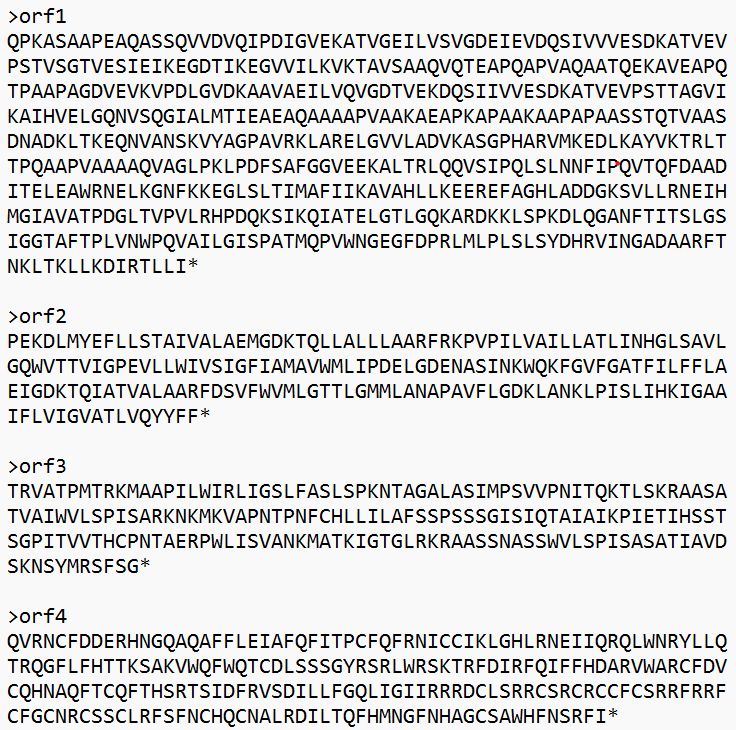 >orf1
QPKASAAPEAQASSQVVDVQIPDIGVEKATVGEILVSVGDEIEVDQSIVVVESDKATVEV
PSTVSGTVESIEIKEGDTIKEGVVILKVKTAVSAAQVQTEAPQAPVAQAATQEKAVEAPQ
TPAAPAGDVEVKVPDLGVDKAAVAEILVQVGDTVEKDQSIIVVESDKATVEVPSTTAGVI
KAIHVELGQNVSQGIALMTIEAEAQAAAAPVAAKAEAPKAPAAKAAPAPAASSTQTVAAS
DNADKLTKEQNVANSKVYAGPAVRKLARELGVVLADVKASGPHARVMKEDLKAYVKTRLT
TPQAAPVAAAAQVAGLPKLPDFSAFGGVEEKALTRLQQVSIPQLSLNNFIPQVTQFDAAD
ITELEAWRNELKGNFKKEGLSLTIMAFIIKAVAHLLKEEREFAGHLADDGKSVLLRNEIH
MGIAVATPDGLTVPVLRHPDQKSIKQIATELGTLGQKARDKKLSPKDLQGANFTITSLGS
IGGTAFTPLVNWPQVAILGISPATMQPVWNGEGFDPRLMLPLSLSYDHRVINGADAARFT
NKLTKLLKDIRTLLI*
>orf2
PEKDLMYEFLLSTAIVALAEMGDKTQLLALLLAARFRKPVPILVAILLATLINHGLSAVL
GQWVTTVIGPEVLLWIVSIGFIAMAVWMLIPDELGDENASINKWQKFGVFGATFILFFLA
EIGDKTQIATVALAARFDSVFWVMLGTTLGMMLANAPAVFLGDKLANKLPISLIHKIGAA
IFLVIGVATLVQYYFF*
>orf3
TRVATPMTRKMAAPILWIRLIGSLFASLSPKNTAGALASIMPSVVPNITQKTLSKRAASA
TVAIWVLSPISARKNKMKVAPNTPNFCHLLILAFSSPSSSGISIQTAIAIKPIETIHSST
SGPITVVTHCPNTAERPWLISVANKMATKIGTGLRKRAASSNASSWVLSPISASATIAVD
SKNSYMRSFSG*
>orf4
QVRNCFDDERHNGQAQAFFLEIAFQFITPCFQFRNICCIKLGHLRNEIIQRQLWNRYLLQ
TRQGFLFHTTKSAKVWQFWQTCDLSSSGYRSRLWRSKTRFDIRFQIFFHDARVWARCFDV
CQHNAQFTCQFTHSRTSIDFRVSDILLFGQLIGIIRRRDCLSRRCSRCRCCFCSRRFRRF
CFGCNRCSSCLRFSFNCHQCNALRDILTQFHMNGFNHAGCSAWHFNSRFI*